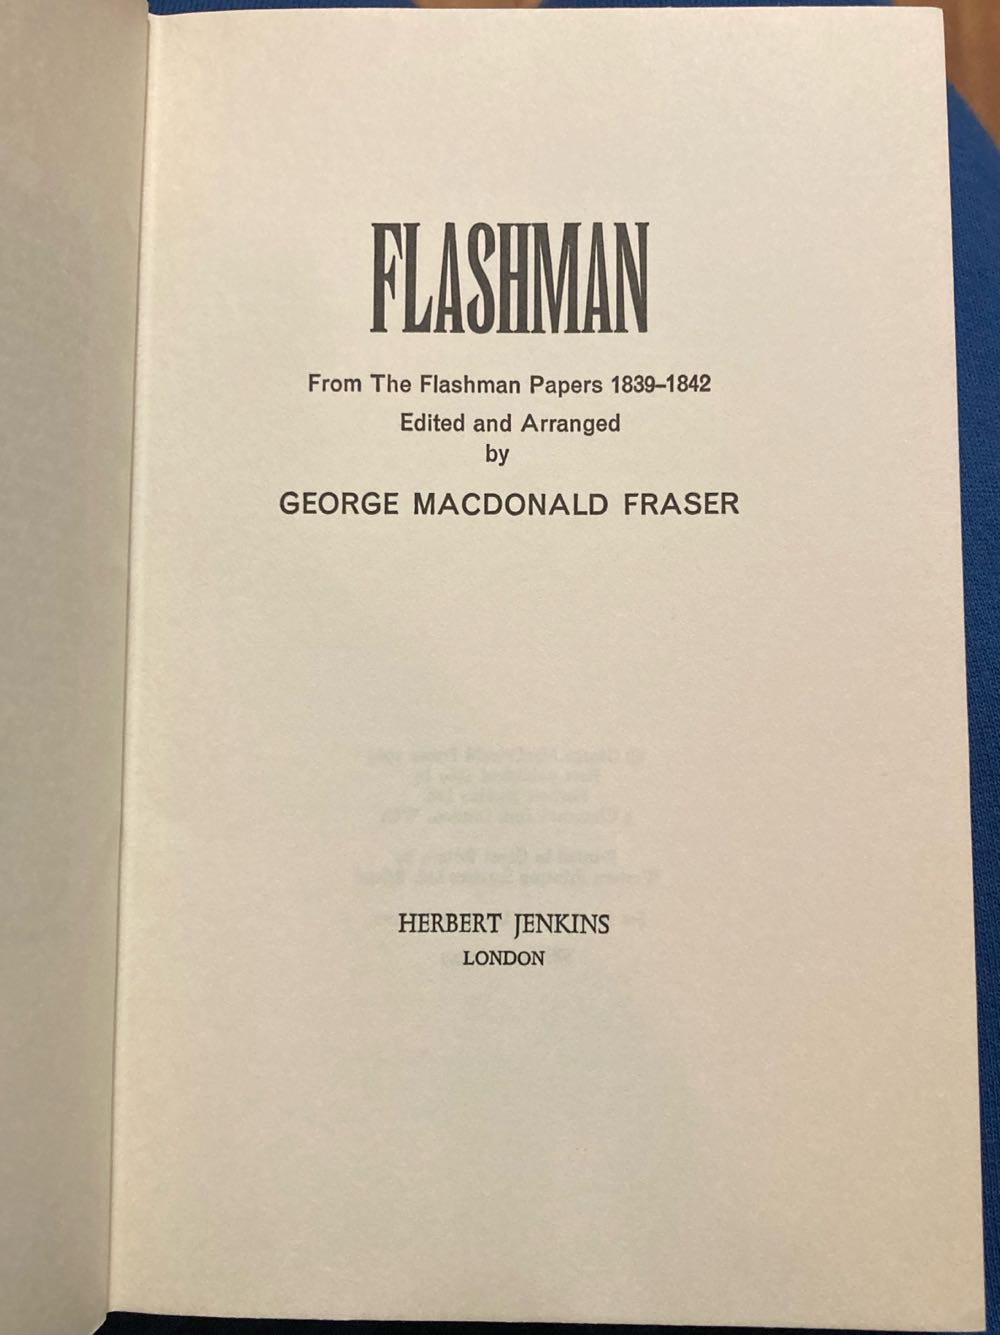 FLASHMAN
From The Flashman Papers 1839–1842
Edited and Arranged
by
GEORGE MACDONALD FRASER
HERBERT JENKINS
LONDON